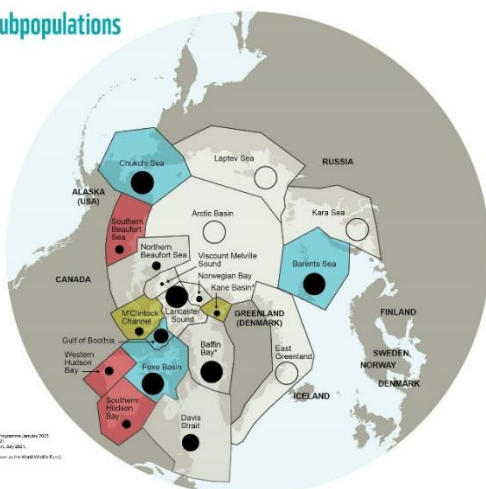 ubpopulations
Chukchi Sea
Laptev Sea
RUSSIA
ALASKA
(USA)
Southern
Beaufort
Sea
Arctic Basin
Kara Sea
Northern
Beaufort Sea
Viscount Melville
Sound
Norwegian Bay
Kane Basin*
Barents Sea
CANADA
M'Clintock
Channel
Lancaster
Sound
GREENLAND
(DENMARK)
Gulf of Boothia
Baffin
Bay*
East
Greenland
FINLAND
SWEDEN
NORWAY
DENMARK
ICELAND
Western
Hudson
Bay
Foxe Basin
Southern
Hudson
Bay
Davis
Strait